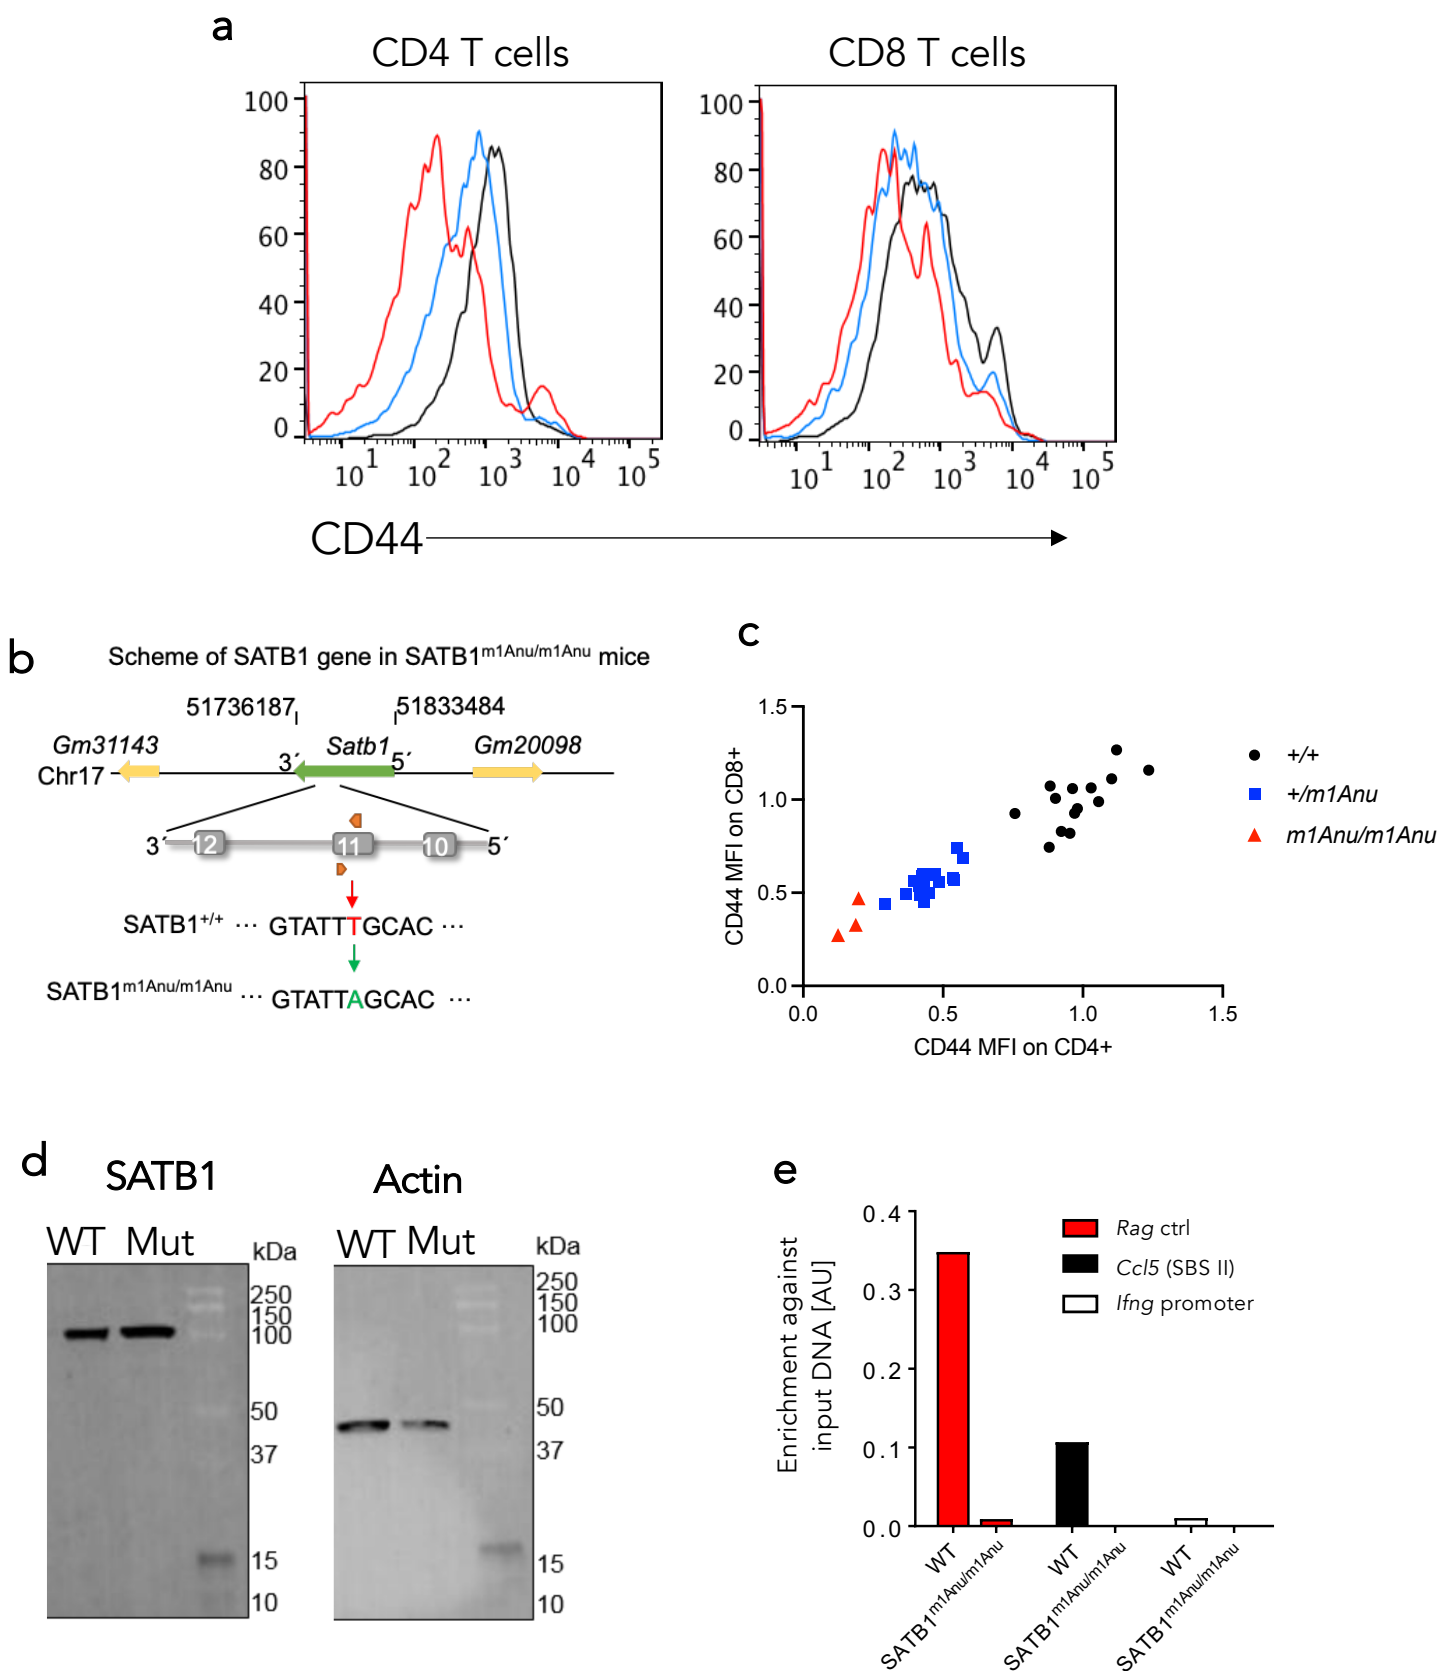 a
CD4 T cells
CD8 T cells
100
80
60
40
20
0
10^1 10^2 10^3 10^4 10^5
100
80
60
40
20
0
10^1 10^2 10^3 10^4 10^5
CD44
b
Scheme of SATB1 gene in SATB1^m1Anu/m1Anu mice
51736187 51833484
Gm31143 Satb1 Gm20098
Chr17 3´ 5´
3´ 12 11 10 5´
SATB1^+/+ ··· GTATTTGCAC ···
SATB1^m1Anu/m1Anu ··· GTATTAGCAC ···
c
CD44 MFI on CD8+
1.5
1.0
0.5
0.0
0.0 0.5 1.0 1.5
CD44 MFI on CD4+
+/+
+/m1Anu
m1Anu/m1Anu
d
SATB1
WT Mut
kDa
250
150
100
50
37
15
10
Actin
WT Mut
kDa
250
150
100
50
37
15
10
e
Enrichment against
input DNA [AU]
0.4
0.3
0.2
0.1
0.0
Rag ctrl
Ccl5 (SBS II)
Ifng promoter
WT
SATB1^m1Anu/m1Anu
WT
SATB1^m1Anu/m1Anu
WT
SATB1^m1Anu/m1Anu